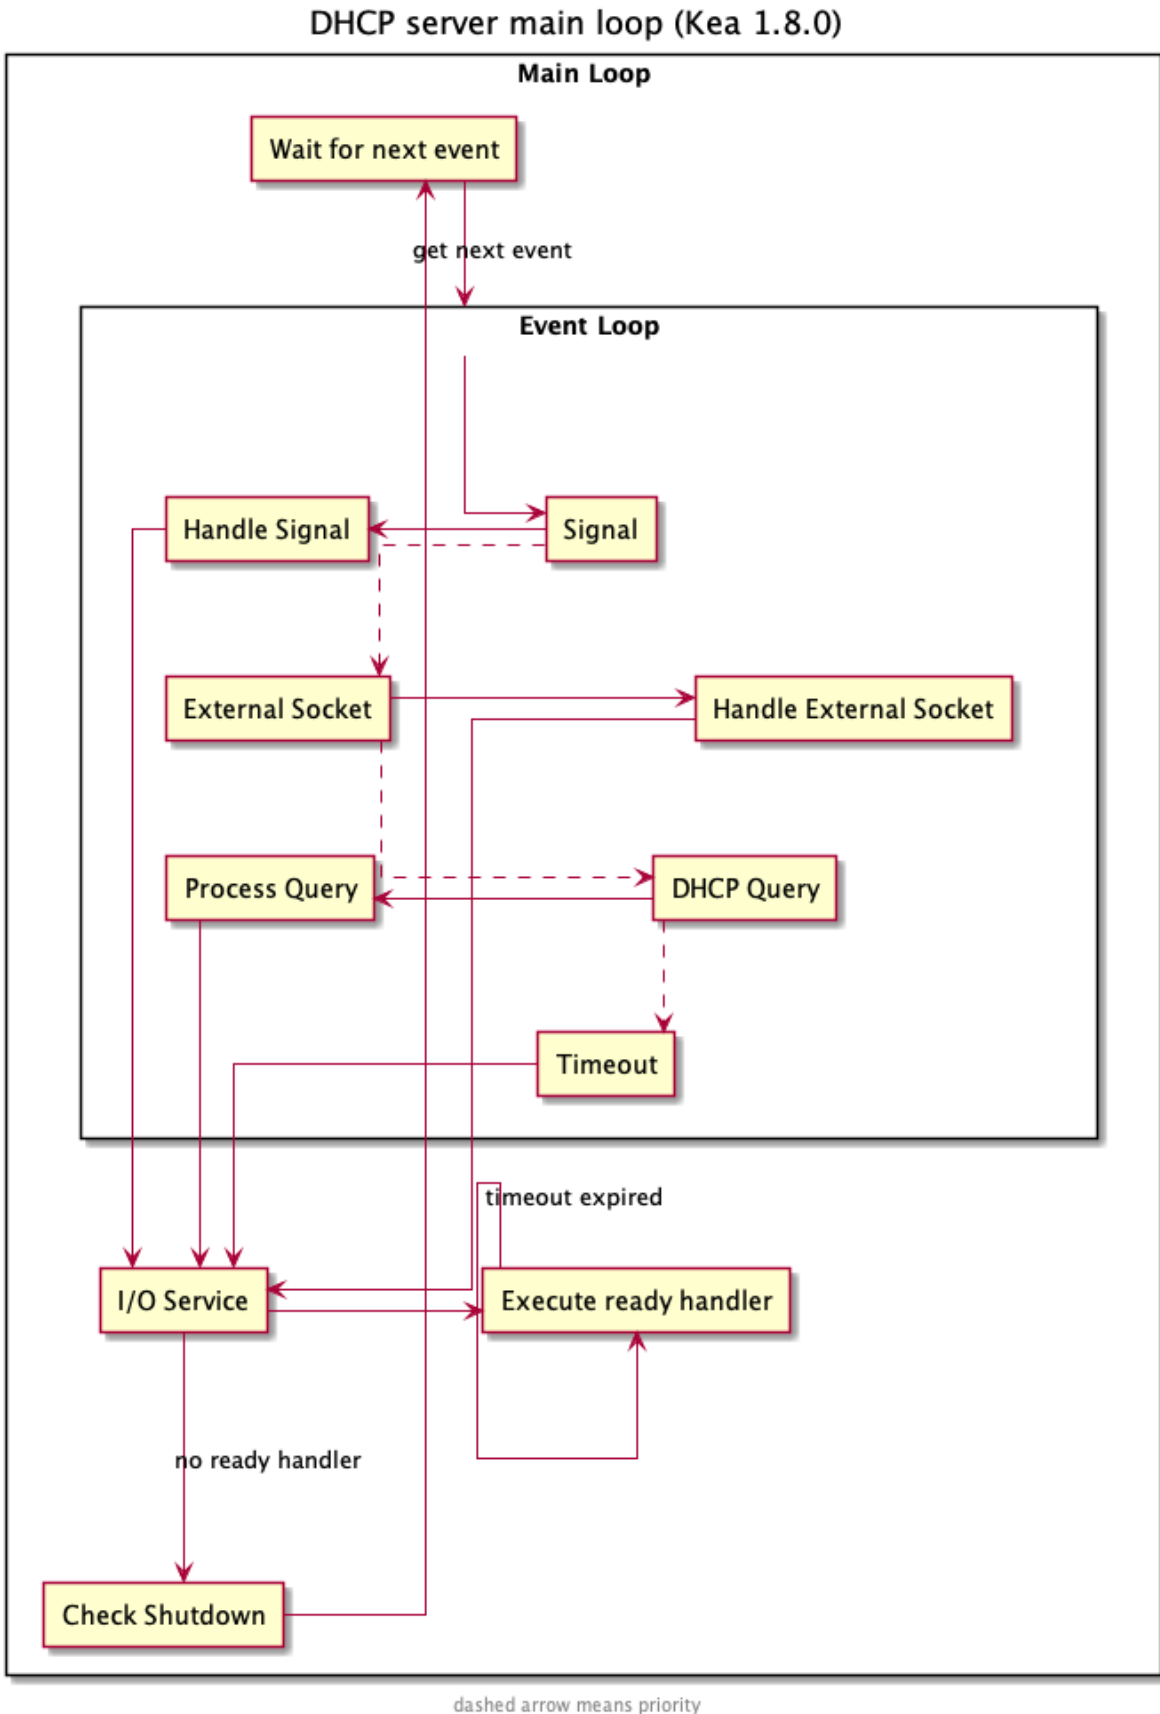 DHCP server main loop (Kea 1.8.0)
Main Loop
Wait for next event
get next event
Event Loop
Handle Signal
Signal
External Socket
Handle External Socket
Process Query
DHCP Query
Timeout
timeout expired
I/O Service
Execute ready handler
no ready handler
Check Shutdown
dashed arrow means priority